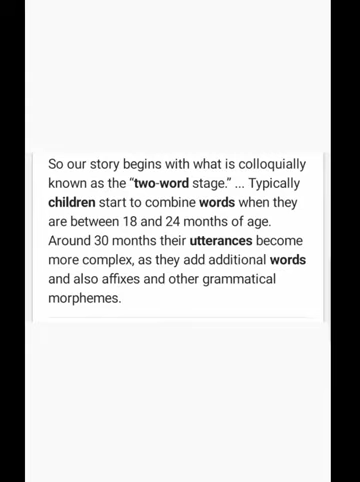 So our story begins with what is colloquially
known as the “two-word stage.” ... Typically
children start to combine words when they
are between 18 and 24 months of age.
Around 30 months their utterances become
more complex, as they add additional words
and also affixes and other grammatical
morphemes.